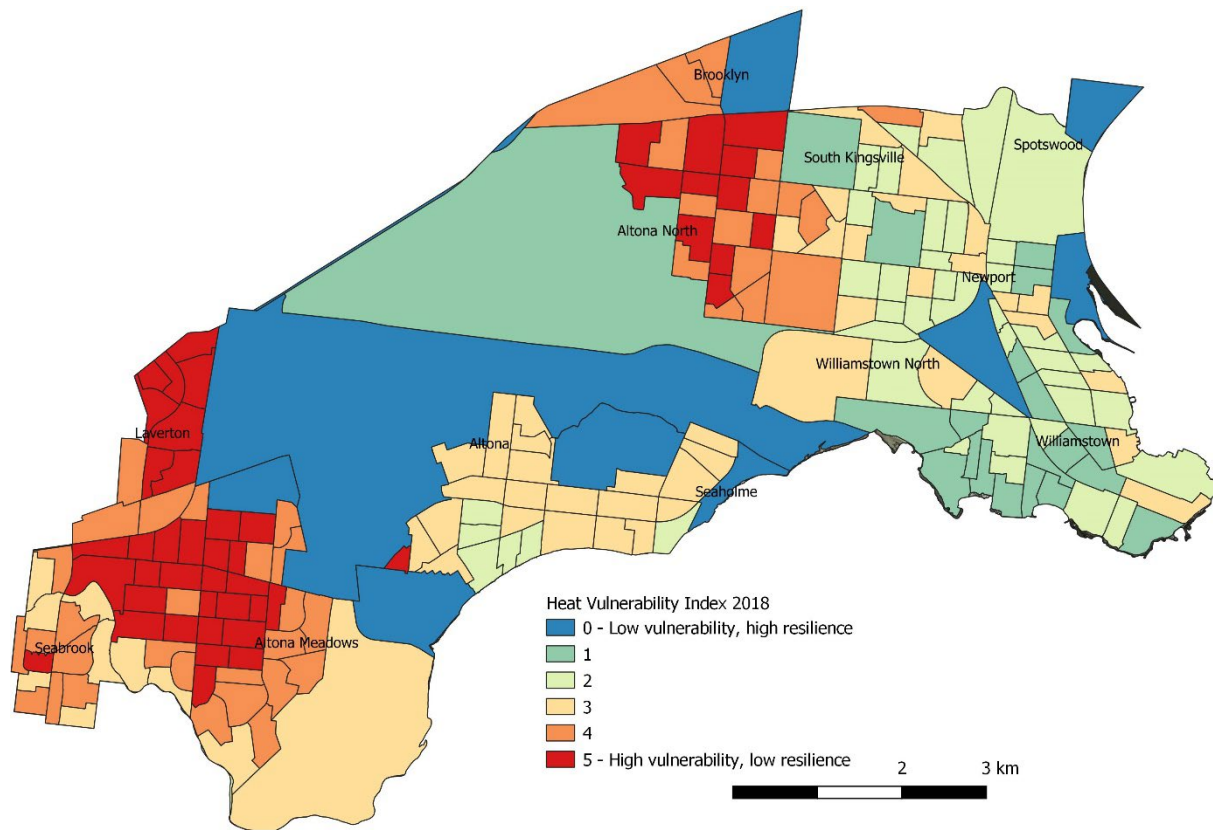 Brooklyn
Spotswood
South Kingsville
Altona North
Newport
Williamstown North
Laverton
Altona
Williamstown
Seaholme
Seabrook
Altona Meadows
Heat Vulnerability Index 2018
0 - Low vulnerability, high resilience
1
2
3
4
5 - High vulnerability, low resilience
2 3 km